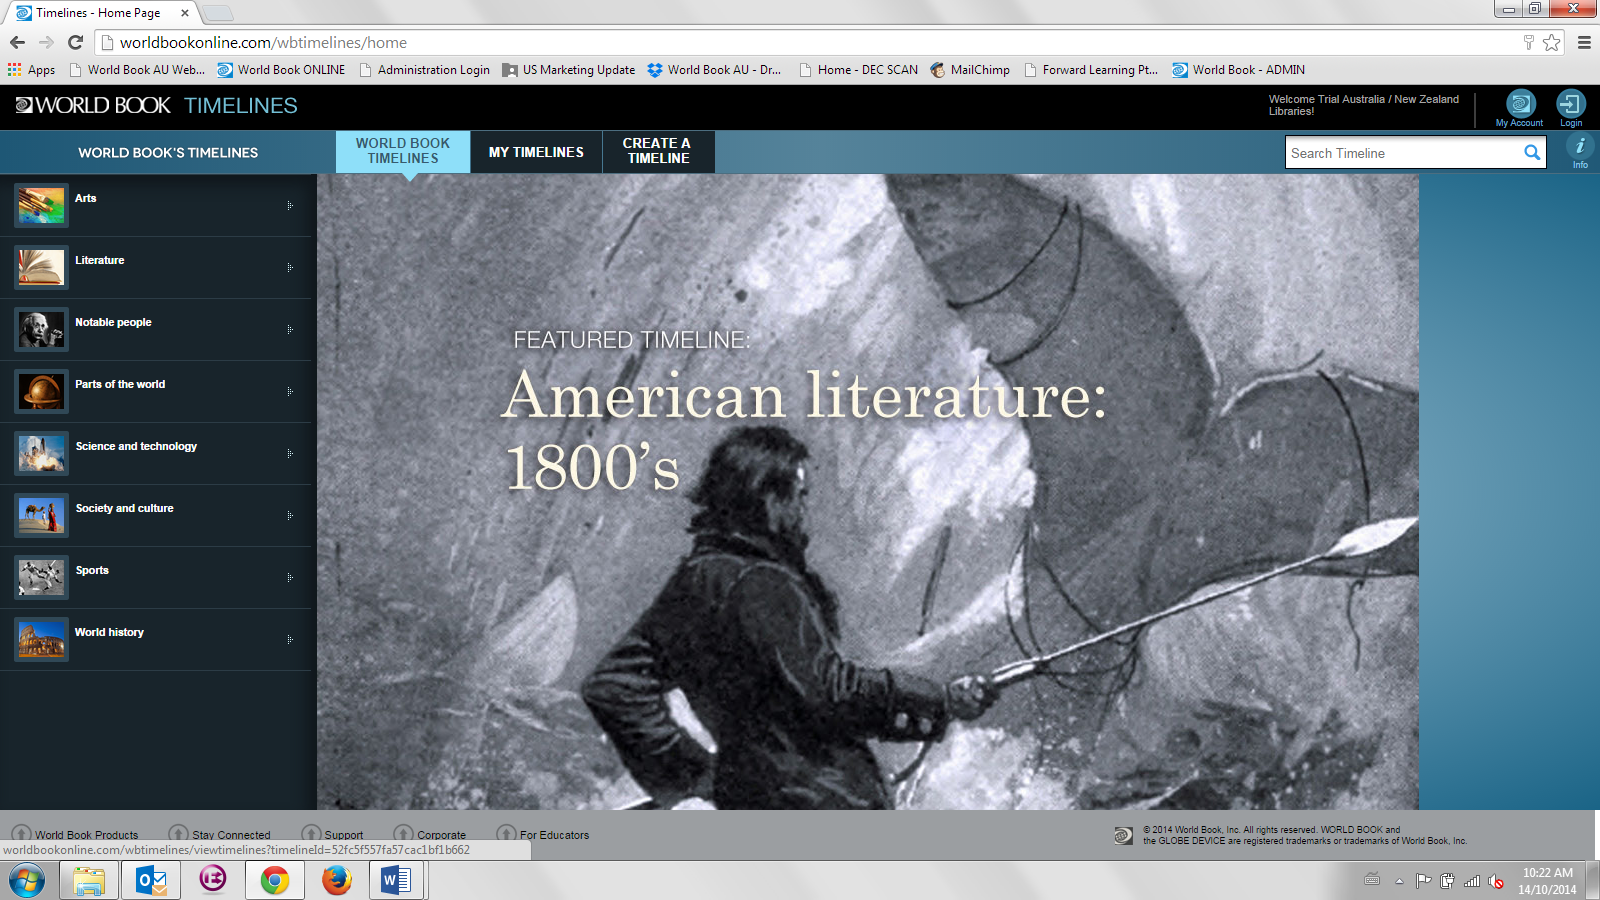 Timelines - Home Page
worldbookonline.com/wbtimelines/home
Apps World Book AU Web... World Book ONLINE Administration Login US Marketing Update World Book AU - Dr... Home - DEC SCAN MailChimp Forward Learning Pt... World Book - ADMIN
WORLD BOOK TIMELINES
Welcome Trial Australia / New Zealand
Libraries!
My Account Login
WORLD BOOK'S TIMELINES
WORLD BOOK
TIMELINES
MY TIMELINES
CREATE A
TIMELINE
Search Timeline
Info
Arts
Literature
Notable people
Parts of the world
Science and technology
Society and culture
Sports
World history
FEATURED TIMELINE:
American literature:
1800's
World Book Products Stay Connected Support Corporate For Educators
© 2014 World Book, Inc. All rights reserved. WORLD BOOK and
the GLOBE DEVICE are registered trademarks or trademarks of World Book, Inc.
worldbookonline.com/wbtimelines/viewtimelines?timelineId=52fc5f557fa57cac1bf1b662
10:22 AM
14/10/2014